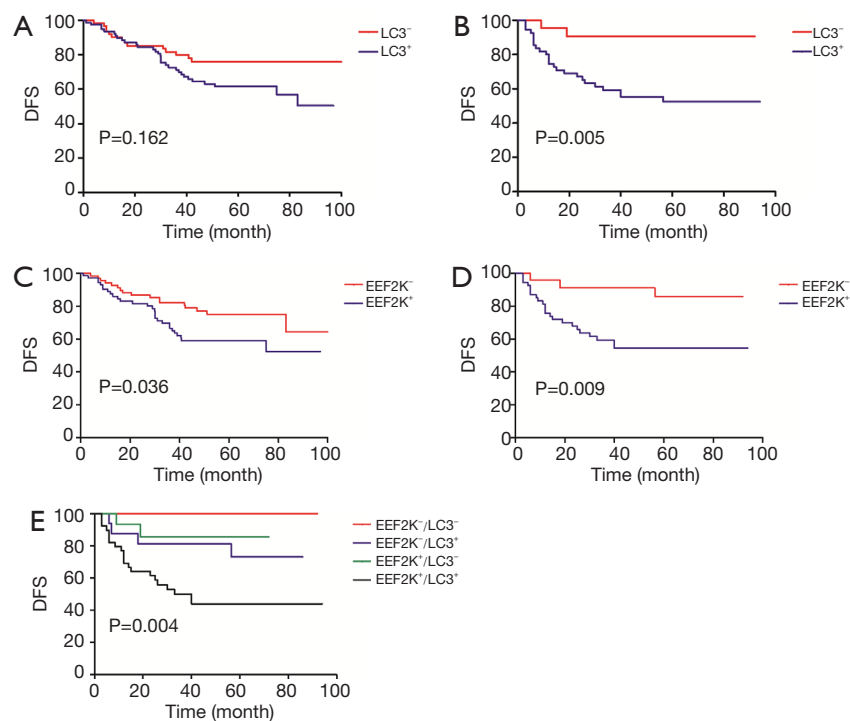 A
100
80
60
40
80
20
0
DFS
P=0.162
LC3⁻
LC3⁺
0 20 40 60 80 100
Time (month)
B
100
80
60
40
80
20
0
DFS
P=0.005
LC3⁻
LC3⁺
0 20 40 60 80 100
Time (month)
C
100
80
60
40
80
20
0
DFS
P=0.036
EEF2K⁻
EEF2K⁺
0 20 40 60 80 100
Time (month)
D
100
80
60
40
80
20
0
DFS
P=0.009
EEF2K⁻
EEF2K⁺
0 20 40 60 80 100
Time (month)
E
100
80
60
40
80
20
0
DFS
P=0.004
EEF2K⁻/LC3⁻
EEF2K⁻/LC3⁺
EEF2K⁺/LC3⁻
EEF2K⁺/LC3⁺
0 20 40 60 80 100
Time (month)